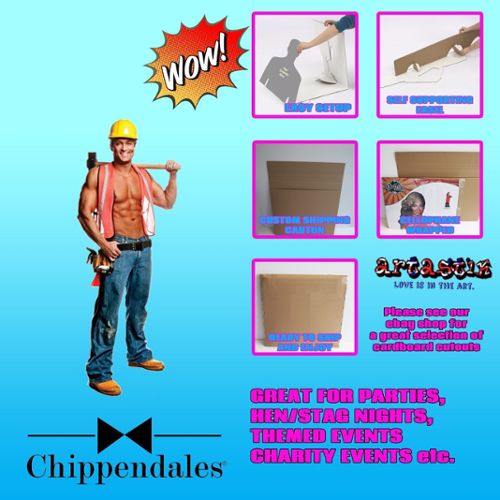 WOW!
EASY SETUP
SELF SUPPORTING
EASEL
CUSTOM SHIPPING
CARTON
CELLOPHANE
WRAPPED
READY TO SHIP
AND ENJOY
artastix
LOVE IS IN THE ART.
Please see our
ebay shop for
a great selection of
cardboard cutouts
GREAT FOR PARTIES,
HEN/STAG NIGHTS,
THEMED EVENTS
CHARITY EVENTS etc.
Chippendales®